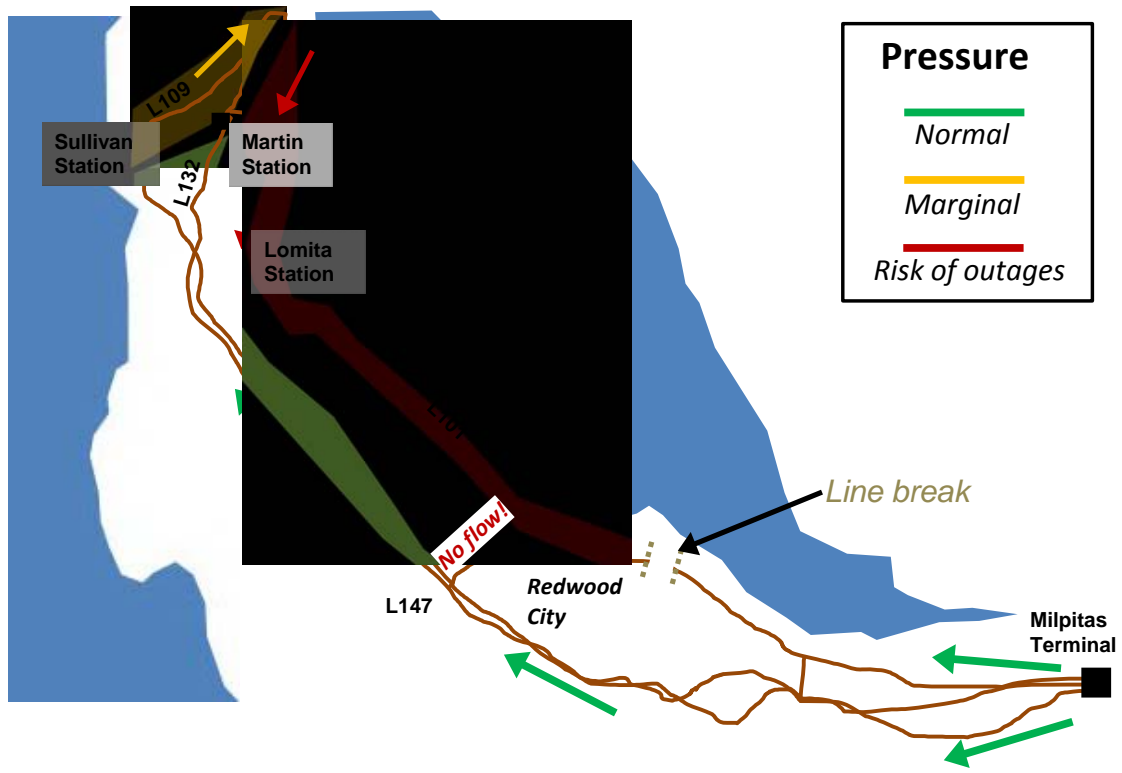 Pressure
Normal
Marginal
Risk of outages
L109
Sullivan
Station
Martin
Station
L132
Lomita
Station
No flow!
Line break
Redwood
City
L147
Milpitas
Terminal